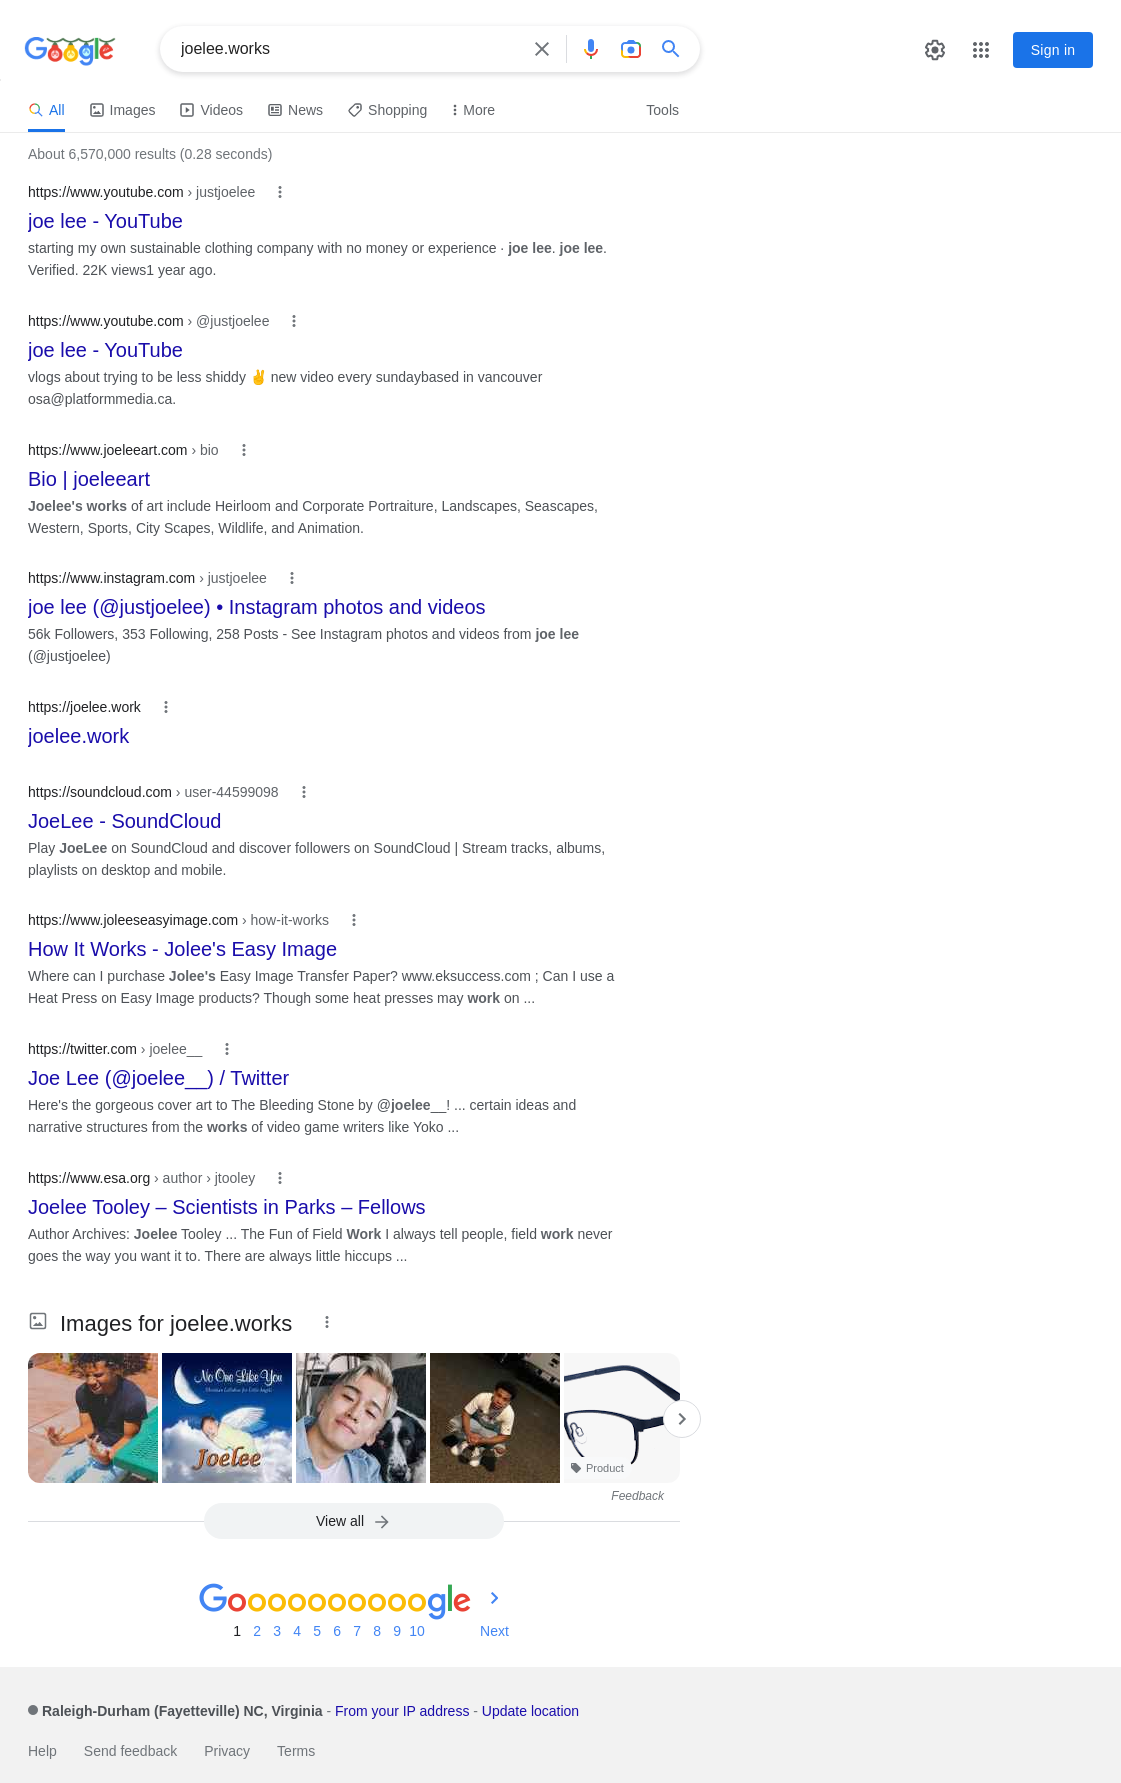 Google
joelee.works
Sign in
All Images Videos News Shopping More Tools
About 6,570,000 results (0.28 seconds)
https://www.youtube.com › justjoelee
joe lee - YouTube
starting my own sustainable clothing company with no money or experience · joe lee. joe lee.
Verified. 22K views1 year ago.
https://www.youtube.com › @justjoelee
joe lee - YouTube
vlogs about trying to be less shiddy ✌ new video every sundaybased in vancouver
osa@platformmedia.ca.
https://www.joeleeart.com › bio
Bio | joeleeart
Joelee's works of art include Heirloom and Corporate Portraiture, Landscapes, Seascapes,
Western, Sports, City Scapes, Wildlife, and Animation.
https://www.instagram.com › justjoelee
joe lee (@justjoelee) • Instagram photos and videos
56k Followers, 353 Following, 258 Posts - See Instagram photos and videos from joe lee
(@justjoelee)
https://joelee.work
joelee.work
https://soundcloud.com › user-44599098
JoeLee - SoundCloud
Play JoeLee on SoundCloud and discover followers on SoundCloud | Stream tracks, albums,
playlists on desktop and mobile.
https://www.joleeseasyimage.com › how-it-works
How It Works - Jolee's Easy Image
Where can I purchase Jolee's Easy Image Transfer Paper? www.eksuccess.com ; Can I use a
Heat Press on Easy Image products? Though some heat presses may work on ...
https://twitter.com › joelee__
Joe Lee (@joelee__) / Twitter
Here's the gorgeous cover art to The Bleeding Stone by @joelee__! ... certain ideas and
narrative structures from the works of video game writers like Yoko ...
https://www.esa.org › author › jtooley
Joelee Tooley – Scientists in Parks – Fellows
Author Archives: Joelee Tooley ... The Fun of Field Work I always tell people, field work never
goes the way you want it to. There are always little hiccups ...
Images for joelee.works
No One Like You
Christian Lullabies for Little Angels
Joelee
Product
Feedback
View all
Goooooooooogle
1 2 3 4 5 6 7 8 9 10 Next
Raleigh-Durham (Fayetteville) NC, Virginia - From your IP address - Update location
Help Send feedback Privacy Terms